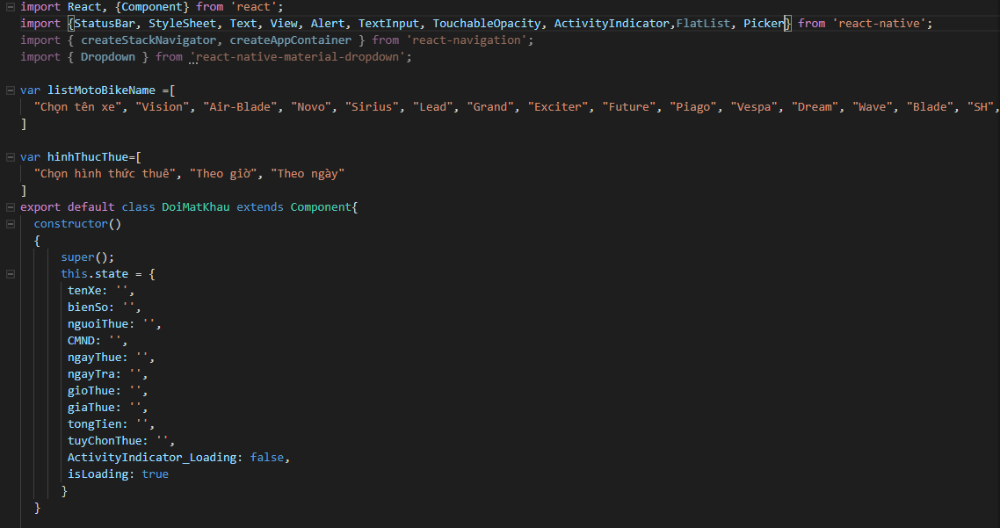 import React, {Component} from 'react';
import {StatusBar, StyleSheet, Text, View, Alert, TextInput, TouchableOpacity, ActivityIndicator,FlatList, Picker} from 'react-native';
import { createStackNavigator, createAppContainer } from 'react-navigation';
import { Dropdown } from 'react-native-material-dropdown';
var listMotoBikeName =[
"Chọn tên xe", "Vision", "Air-Blade", "Novo", "Sirius", "Lead", "Grand", "Exciter", "Future", "Piago", "Vespa", "Dream", "Wave", "Blade", "SH",
]
var hinhThucThue=[
"Chọn hình thức thuê", "Theo giờ", "Theo ngày"
]
export default class DoiMatKhau extends Component{
constructor()
{
super();
this.state = {
tenXe: '',
bienSo: '',
nguoiThue: '',
CMND: '',
ngayThue: '',
ngayTra: '',
gioThue: '',
giaThue: '',
tongTien: '',
tuyChonThue: '',
ActivityIndicator_Loading: false,
isLoading: true
}
}